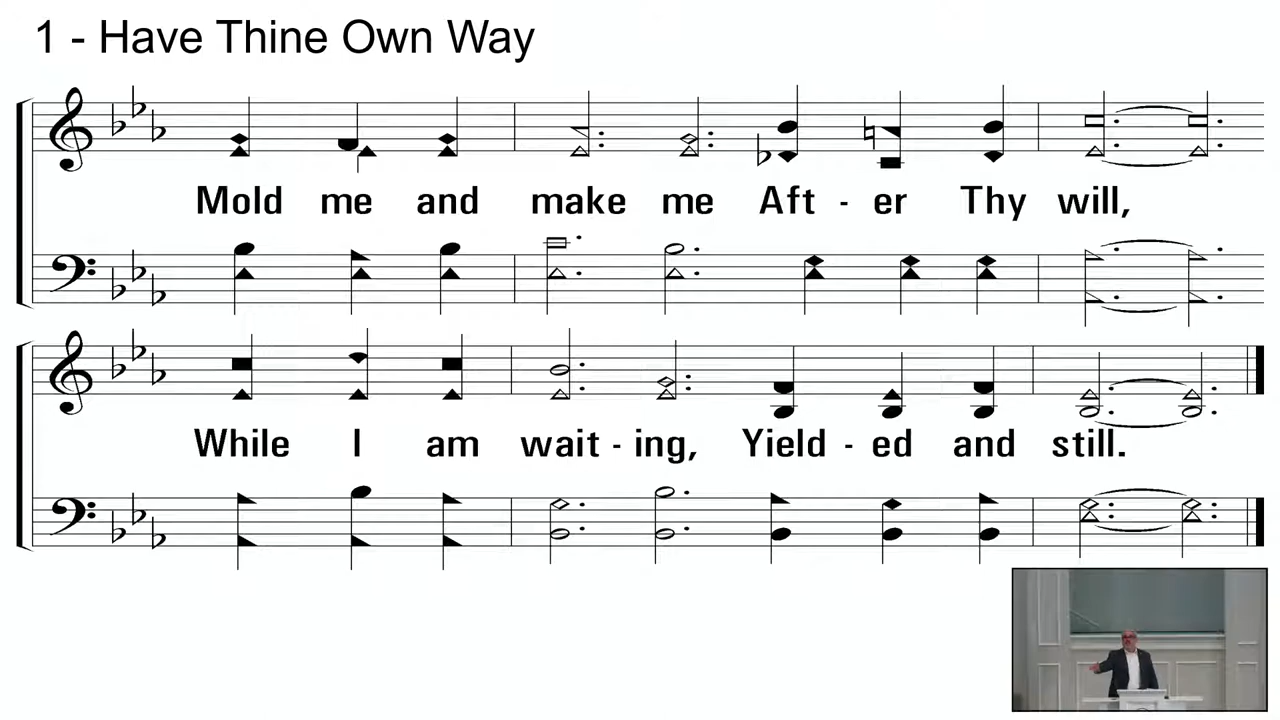 1 - Have Thine Own Way
Mold me and make me Aft - er Thy will,
While I am wait - ing, Yield - ed and still.